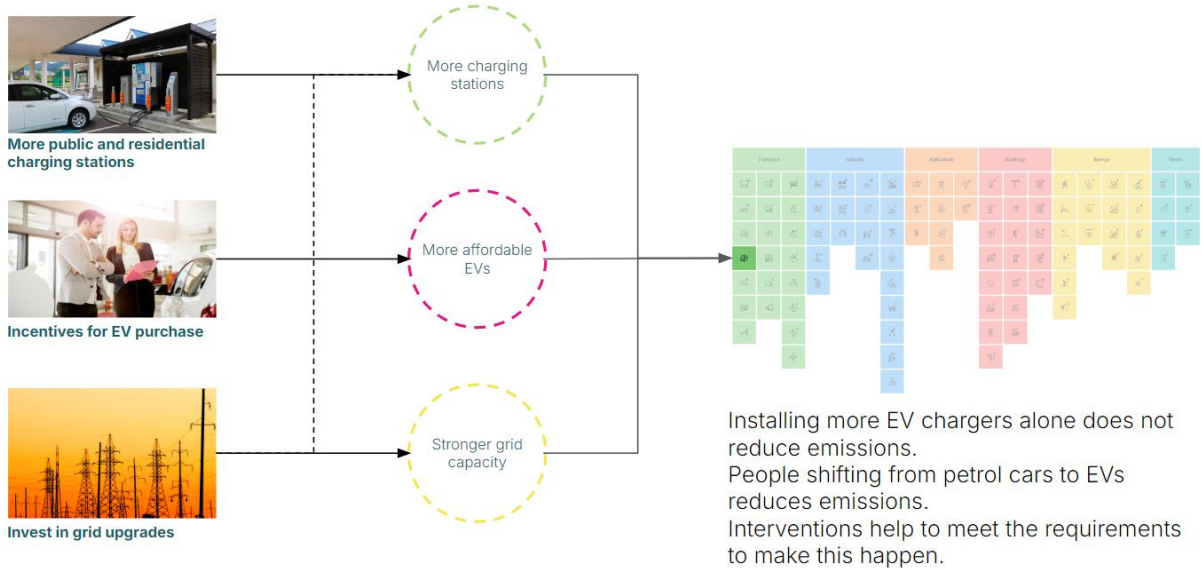 More public and residential
charging stations
Incentives for EV purchase
Invest in grid upgrades
More charging
stations
More affordable
EVs
Stronger grid
capacity
Transport
Industry
Agriculture
Buildings
Energy
Waste
Installing more EV chargers alone does not
reduce emissions.
People shifting from petrol cars to EVs
reduces emissions.
Interventions help to meet the requirements
to make this happen.